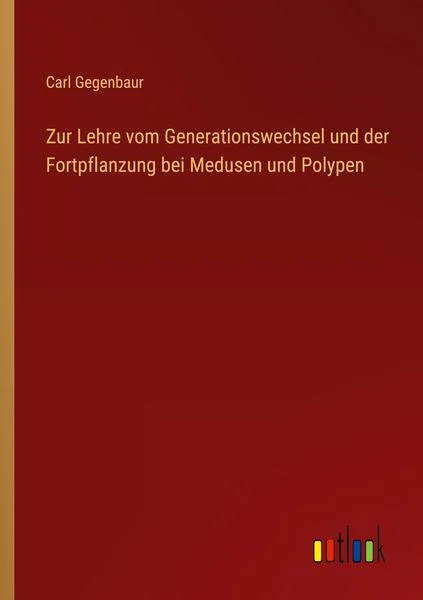 Carl Gegenbaur
Zur Lehre vom Generationswechsel und der
Fortpflanzung bei Medusen und Polypen
outlook